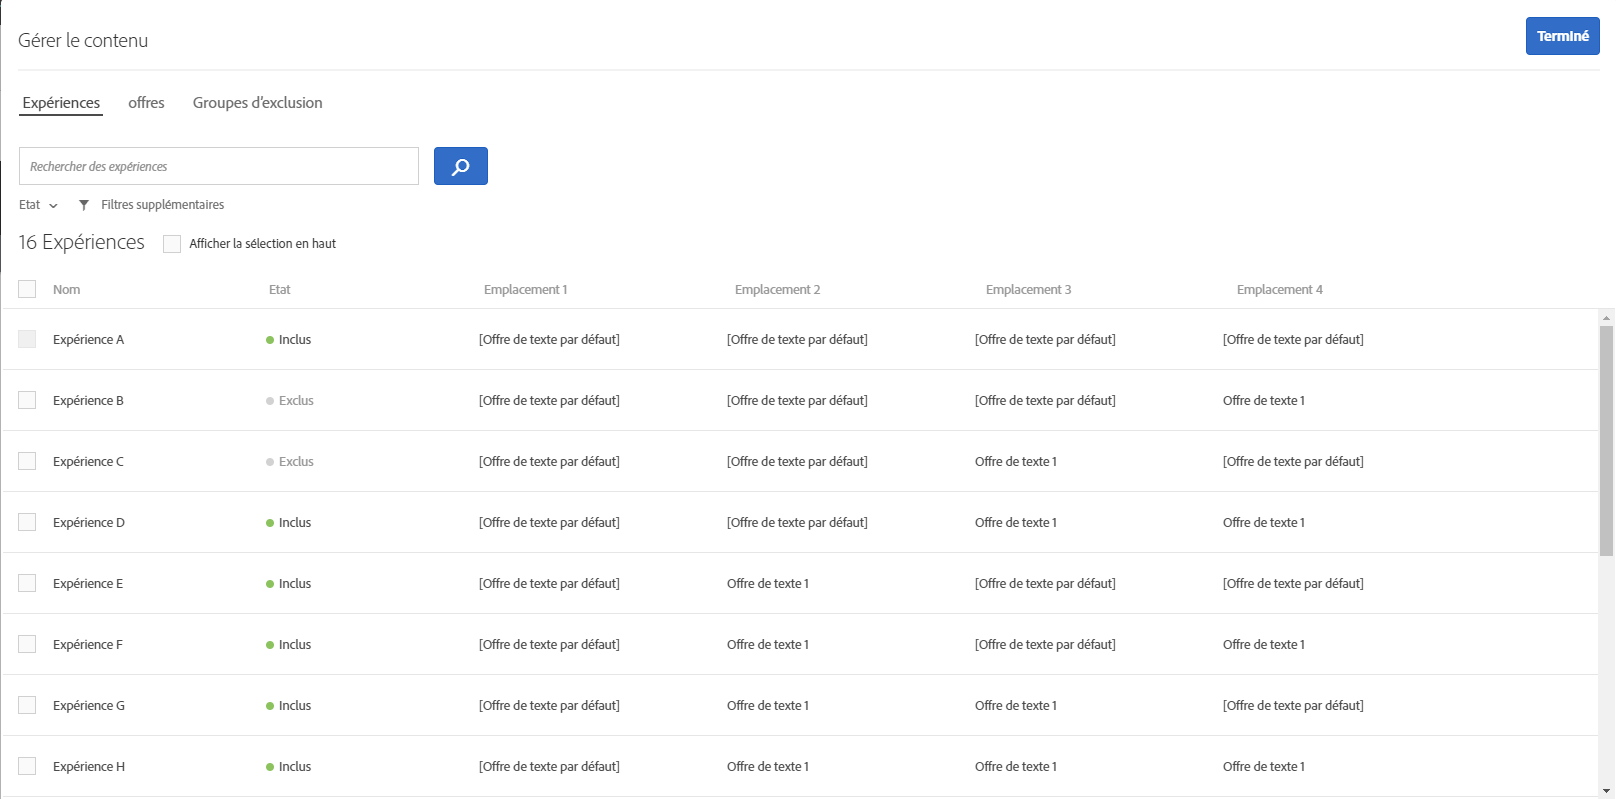 Gérer le contenu
Terminé
Expériences offres Groupes d'exclusion
Rechercher des expériences
Etat Filtres supplémentaires
16 Expériences Afficher la sélection en haut
Nom Etat Emplacement 1 Emplacement 2 Emplacement 3 Emplacement 4
Expérience A Inclus [Offre de texte par défaut] [Offre de texte par défaut] [Offre de texte par défaut] [Offre de texte par défaut]
Expérience B Exclus [Offre de texte par défaut] [Offre de texte par défaut] [Offre de texte par défaut] Offre de texte 1
Expérience C Exclus [Offre de texte par défaut] [Offre de texte par défaut] Offre de texte 1 [Offre de texte par défaut]
Expérience D Inclus [Offre de texte par défaut] [Offre de texte par défaut] Offre de texte 1 Offre de texte 1
Expérience E Inclus [Offre de texte par défaut] Offre de texte 1 [Offre de texte par défaut] [Offre de texte par défaut]
Expérience F Inclus [Offre de texte par défaut] Offre de texte 1 [Offre de texte par défaut] Offre de texte 1
Expérience G Inclus [Offre de texte par défaut] Offre de texte 1 Offre de texte 1 [Offre de texte par défaut]
Expérience H Inclus [Offre de texte par défaut] Offre de texte 1 Offre de texte 1 Offre de texte 1